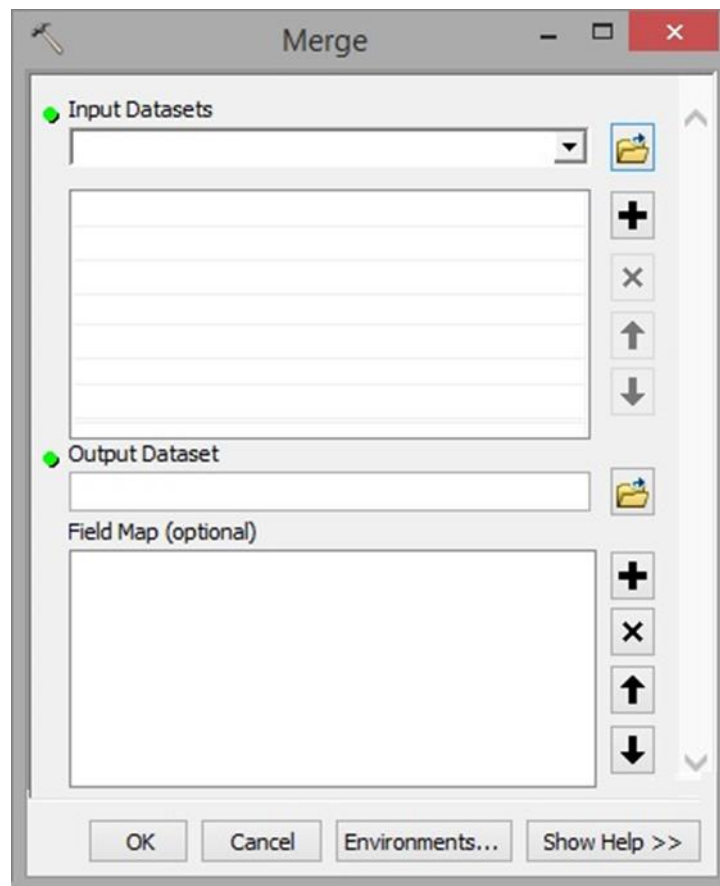 Merge
Input Datasets
Output Dataset
Field Map (optional)
OK Cancel Environments... Show Help >>